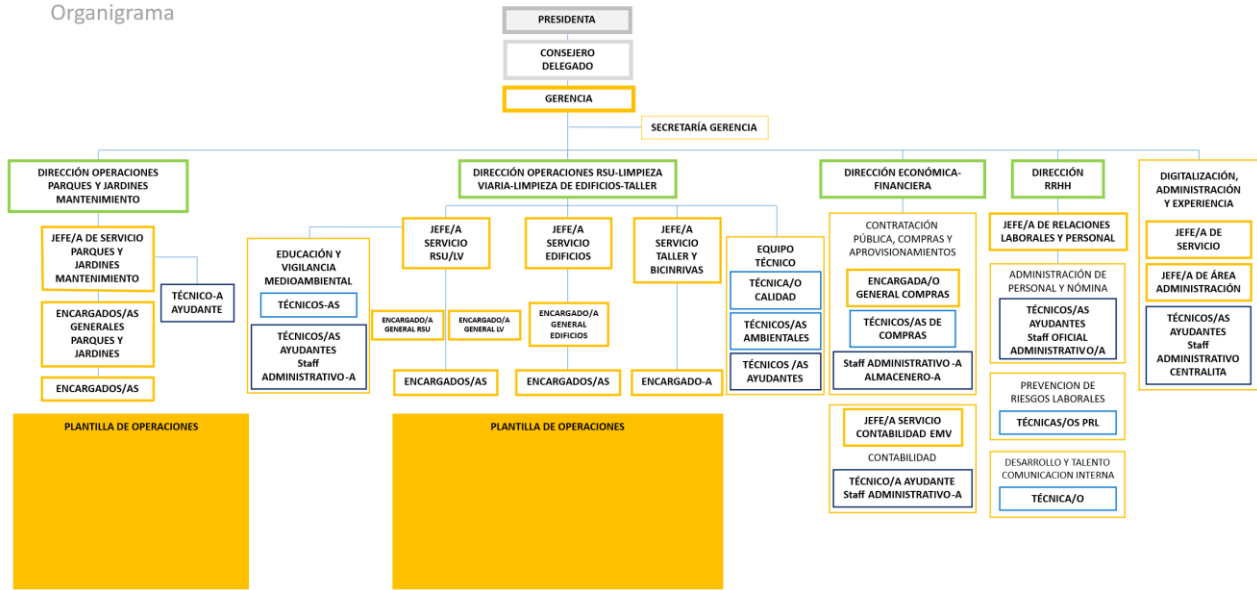 Organigrama
PRESIDENTA
CONSEJERO
DELEGADO
GERENCIA
SECRETARÍA GERENCIA
DIRECCIÓN OPERACIONES
PARQUES Y JARDINES
MANTENIMIENTO
JEFE/A DE SERVICIO
PARQUES Y
JARDINES
MANTENIMIENTO
TÉCNICO-A
AYUDANTE
ENCARGADOS/AS
GENERALES
PARQUES Y
JARDINES
ENCARGADOS/AS
PLANTILLA DE OPERACIONES
DIRECCIÓN OPERACIONES RSU-LIMPIEZA
VIARIA-LIMPIEZA DE EDIFICIOS-TALLER
EDUCACIÓN Y
VIGILANCIA
MEDIOAMBIENTAL
TÉCNICOS-AS
TÉCNICOS/AS
AYUDANTES
Staff
ADMINISTRATIVO-A
JEFE/A
SERVICIO
RSU/LV
ENCARGADO/A
GENERAL RSU
ENCARGADO/A
GENERAL LV
ENCARGADOS/AS
JEFE/A
SERVICIO
EDIFICIOS
ENCARGADO/A
GENERAL
EDIFICIOS
ENCARGADOS/AS
JEFE/A
SERVICIO
TALLER Y
BICINRIVAS
ENCARGADO-A
EQUIPO
TÉCNICO
TÉCNICA/O
CALIDAD
TÉCNICOS/AS
AMBIENTALES
TÉCNICOS /AS
AYUDANTES
PLANTILLA DE OPERACIONES
DIRECCIÓN ECONÓMICA-
FINANCIERA
CONTRATACIÓN
PÚBLICA, COMPRAS Y
APROVISIONAMIENTOS
ENCARGADA/O
GENERAL COMPRAS
TÉCNICOS/AS DE
COMPRAS
Staff ADMINISTRATIVO -A
ALMACENERO-A
JEFE/A SERVICIO
CONTABILIDAD EMV
CONTABILIDAD
TÉCNICO/A AYUDANTE
Staff ADMINISTRATIVO-A
DIRECCIÓN
RRHH
JEFE/A DE RELACIONES
LABORALES Y PERSONAL
ADMINISTRACIÓN DE
PERSONAL Y NÓMINA
TÉCNICOS/AS
AYUDANTES
Staff OFICIAL
ADMINISTRATIVO/A
PREVENCION DE
RIESGOS LABORALES
TÉCNICAS/OS PRL
DESARROLLO Y TALENTO
COMUNICACION INTERNA
TÉCNICA/O
DIGITALIZACIÓN,
ADMINISTRACIÓN
Y EXPERIENCIA
JEFE/A DE
SERVICIO
JEFE/A DE ÁREA
ADMINISTRACIÓN
TÉCNICOS/AS
AYUDANTES
Staff
ADMINISTRATIVO
CENTRALITA